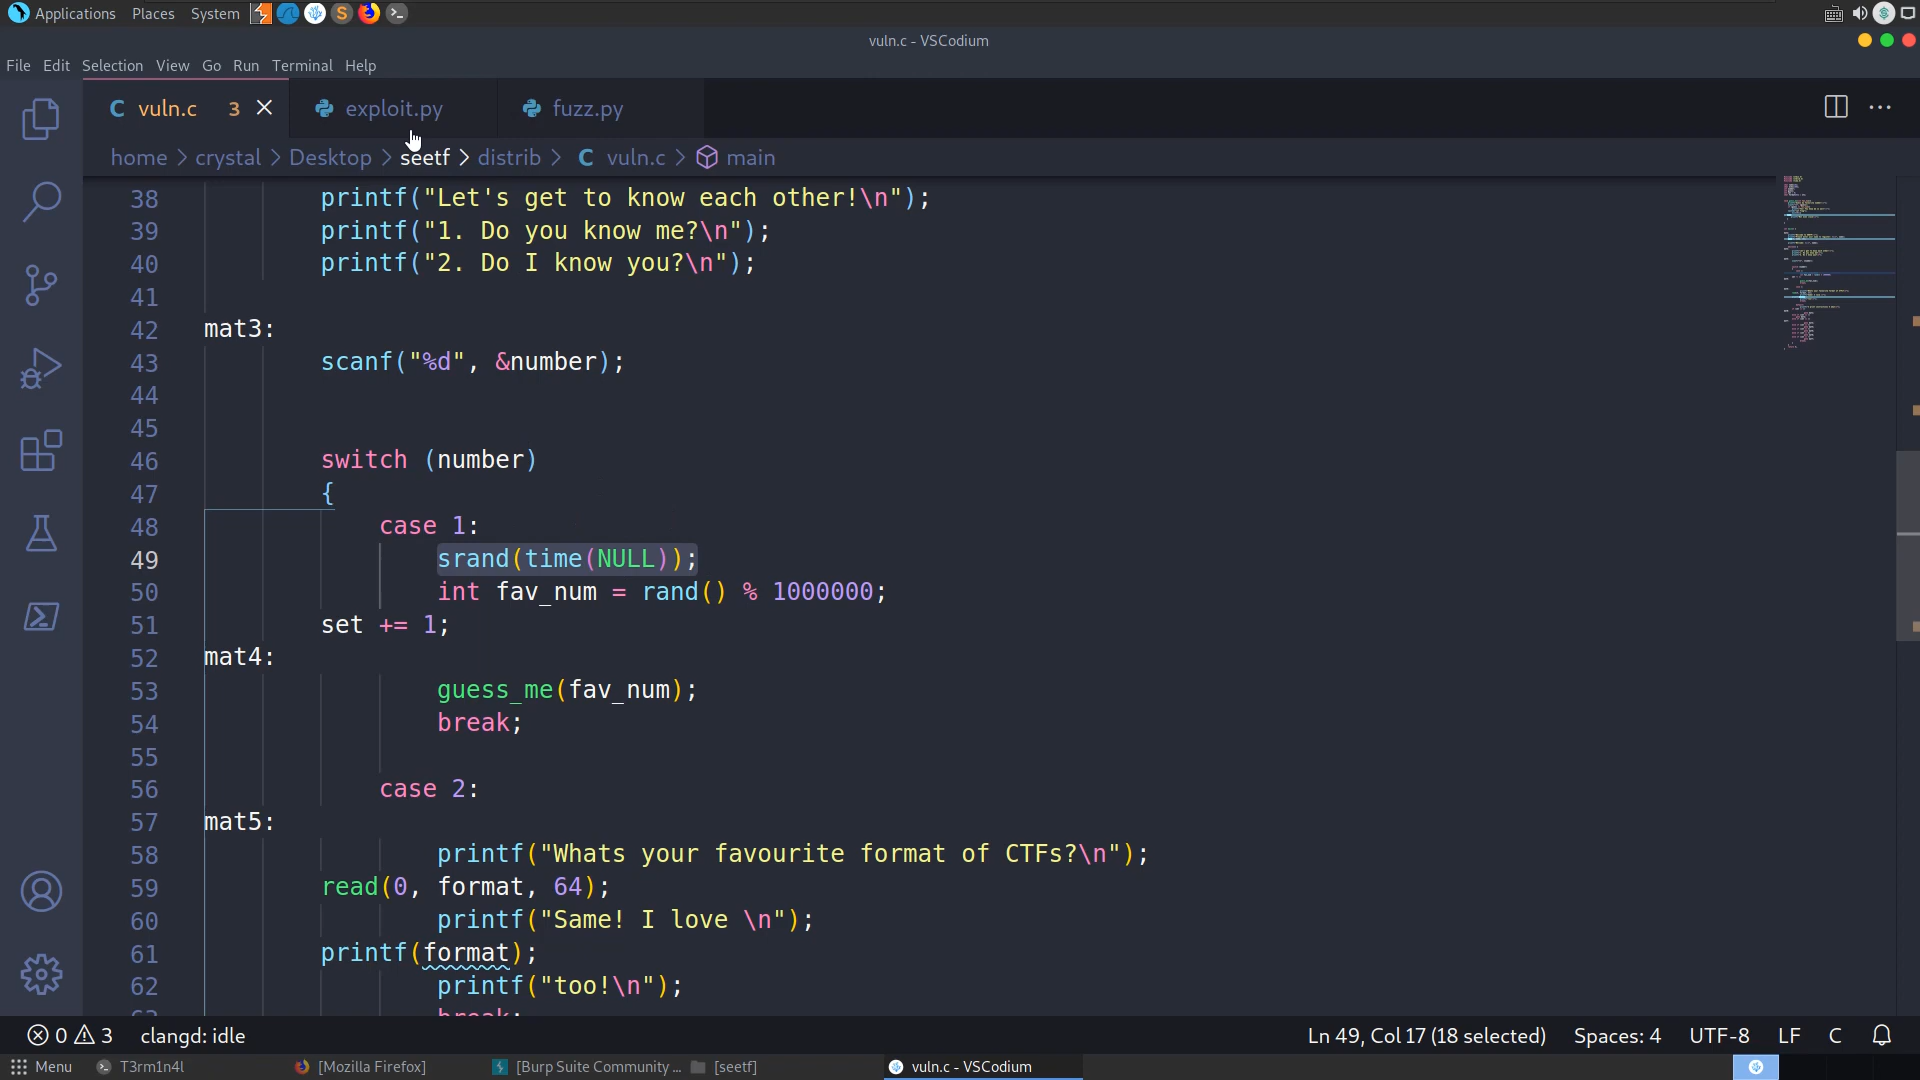 Applications Places System
vuln.c - VSCodium
File Edit Selection View Go Run Terminal Help
C vuln.c 3 exploit.py fuzz.py
home > crystal > Desktop > seetf > distrib > C vuln.c > main
38 printf("Let's get to know each other!\n");
39 printf("1. Do you know me?\n");
40 printf("2. Do I know you?\n");
41
42 mat3:
43 scanf("%d", &number);
44
45
46 switch (number)
47 {
48 case 1:
49 srand(time(NULL));
50 int fav_num = rand() % 1000000;
51 set += 1;
52 mat4:
53 guess_me(fav_num);
54 break;
55
56 case 2:
57 mat5:
58 printf("Whats your favourite format of CTFs?\n");
59 read(0, format, 64);
60 printf("Same! I love \n");
61 printf(format);
62 printf("too!\n");
63 break;
0 3 clangd: idle Ln 49, Col 17 (18 selected) Spaces: 4 UTF-8 LF C
Menu T3rm1n4l [Mozilla Firefox] [Burp Suite Community ... [seetf] vuln.c - VSCodium